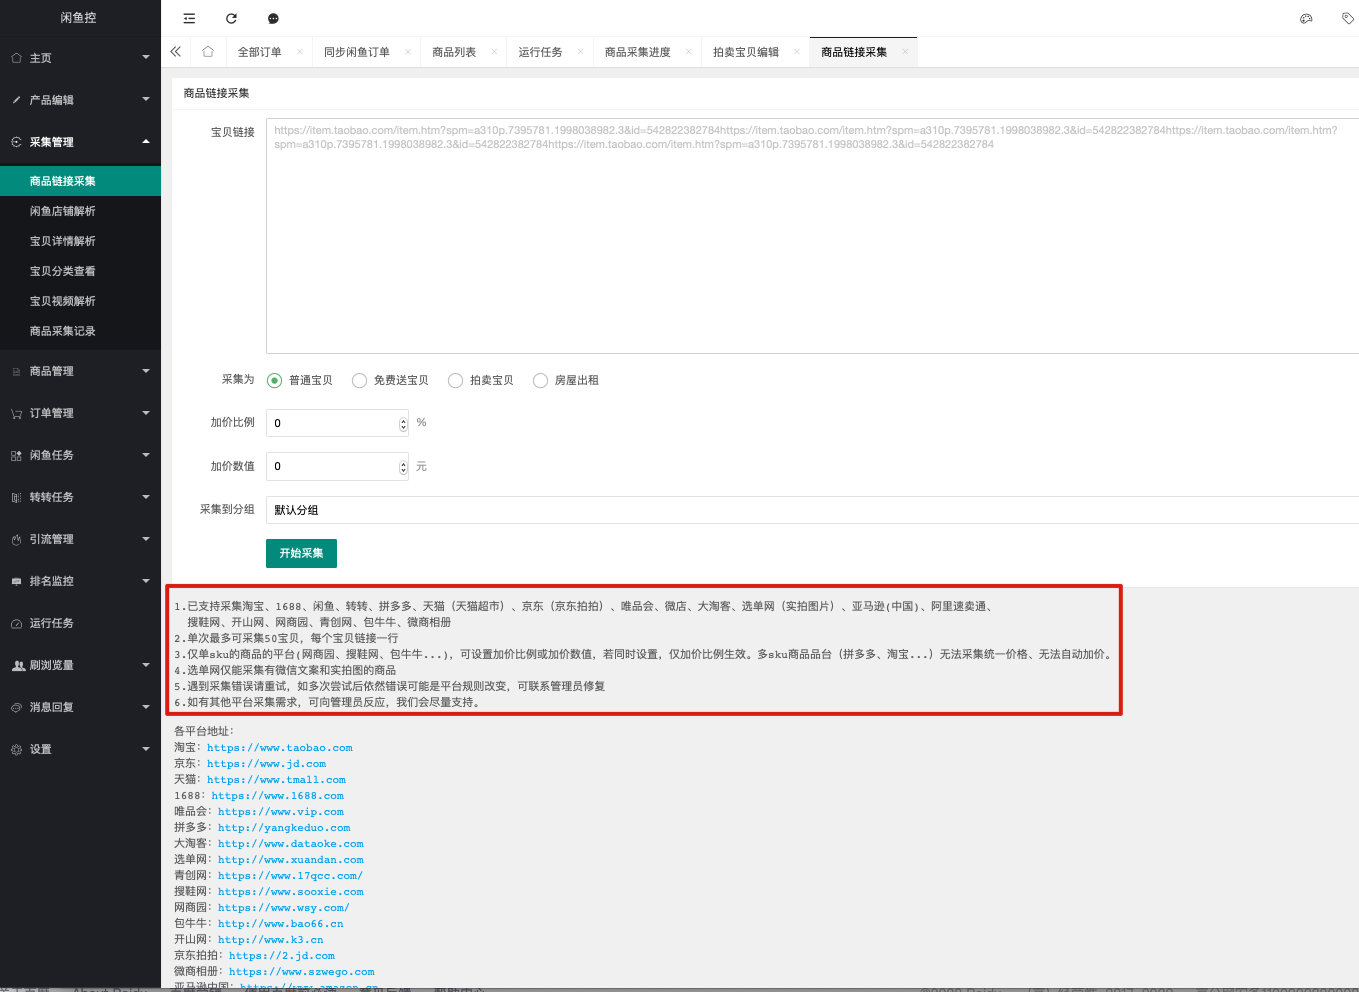 闲鱼控
全部订单
同步闲鱼订单
商品列表
运行任务
商品采集进度
拍卖宝贝编辑
商品链接采集
主页
产品编辑
采集管理
商品链接采集
闲鱼店铺解析
宝贝详情解析
宝贝分类查看
宝贝视频解析
商品采集记录
商品管理
订单管理
闲鱼任务
转转任务
引流管理
排名监控
运行任务
刷浏览量
消息回复
设置
商品链接采集
宝贝链接
https://item.taobao.com/item.htm?spm=a310p.7395781.1998038982.3&id=542822382784https://item.taobao.com/item.htm?spm=a310p.7395781.1998038982.3&id=542822382784https://item.taobao.com/item.htm?
spm=a310p.7395781.1998038982.3&id=542822382784https://item.taobao.com/item.htm?spm=a310p.7395781.1998038982.3&id=542822382784
采集为 普通宝贝 免费送宝贝 拍卖宝贝 房屋出租
加价比例 0 %
加价数值 0 元
采集到分组 默认分组
开始采集
1.已支持采集淘宝、1688、闲鱼、转转、拼多多、天猫（天猫超市）、京东（京东拍拍）、唯品会、微店、大淘客、选单网（实拍图片）、亚马逊(中国)、阿里速卖通、
搜鞋网、开山网、网商园、青创网、包牛牛、微商相册
2.单次最多可采集50宝贝，每个宝贝链接一行
3.仅单sku的商品的平台(网商园、搜鞋网、包牛牛...)，可设置加价比例或加价数值，若同时设置，仅加价比例生效。多sku商品品台（拼多多、淘宝...）无法采集统一价格、无法自动加价。
4.选单网仅能采集有微信文案和实拍图的商品
5.遇到采集错误请重试，如多次尝试后依然错误可能是平台规则改变，可联系管理员修复
6.如有其他平台采集需求，可向管理员反应，我们会尽量支持。
各平台地址：
淘宝：https://www.taobao.com
京东：https://www.jd.com
天猫：https://www.tmall.com
1688：https://www.1688.com
唯品会：https://www.vip.com
拼多多：http://yangkeduo.com
大淘客：http://www.dataoke.com
选单网：http://www.xuandan.com
青创网：https://www.17qcc.com/
搜鞋网：https://www.sooxie.com
网商园：https://www.wsy.com/
包牛牛：http://www.bao66.cn
开山网：http://www.k3.cn
京东拍拍：https://2.jd.com
微商相册：https://www.szwego.com
亚马逊中国：https://www.amazon.cn